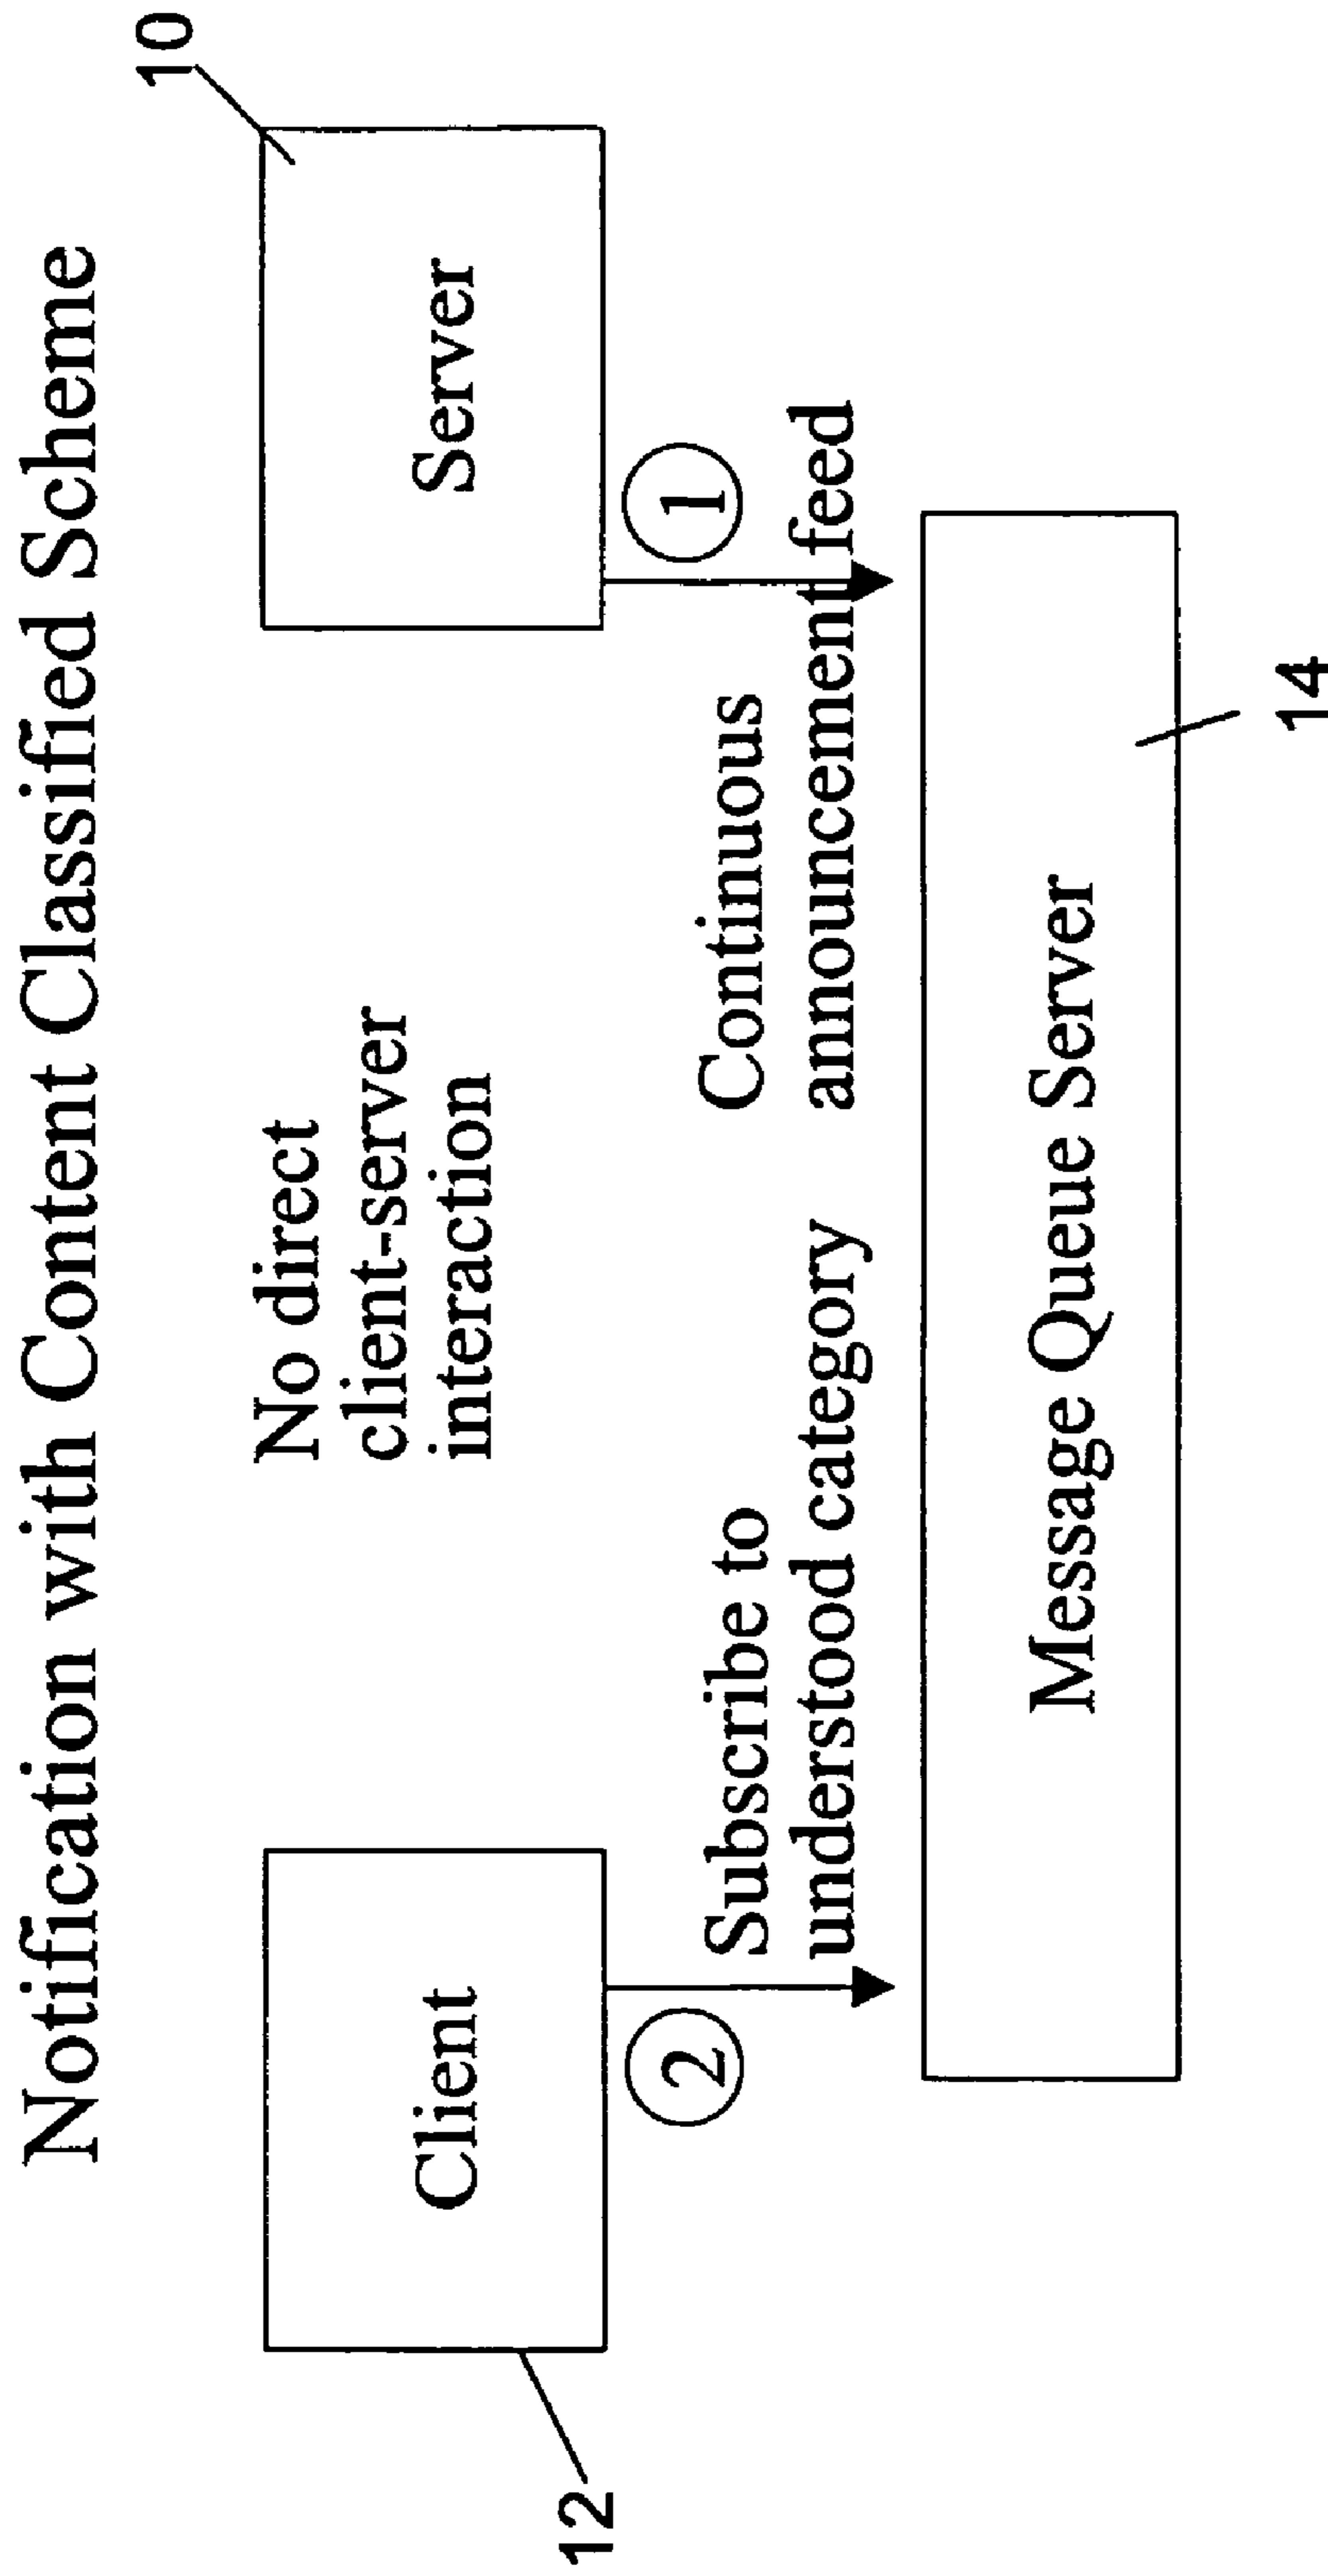 Notification with Content Classified Scheme
10
Client
No direct
client-server
interaction
Server
12
2
Subscribe to
understood category
Continuous
announcement feed
1
Message Queue Server
14